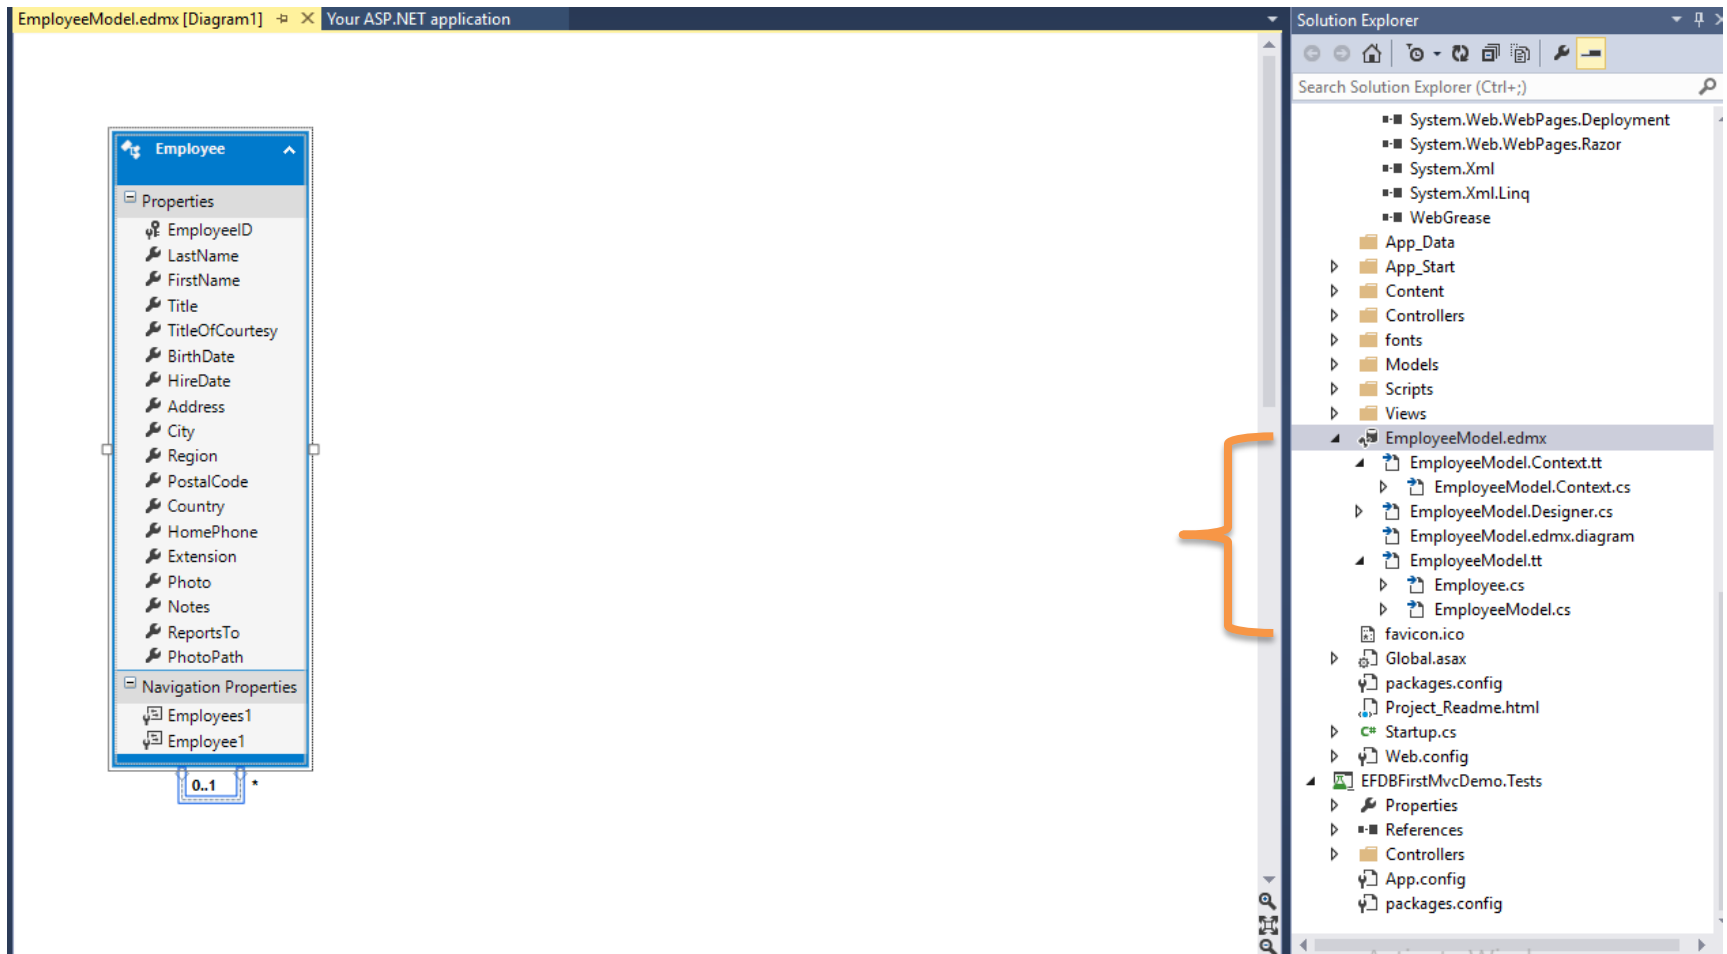 EmployeeModel.edmx [Diagram1]
Your ASP.NET application
Employee
Properties
EmployeeID
LastName
FirstName
Title
TitleOfCourtesy
BirthDate
HireDate
Address
City
Region
PostalCode
Country
HomePhone
Extension
Photo
Notes
ReportsTo
PhotoPath
Navigation Properties
Employees1
Employee1
0..1 *
Solution Explorer
Search Solution Explorer (Ctrl+;)
System.Web.WebPages.Deployment
System.Web.WebPages.Razor
System.Xml
System.Xml.Linq
WebGrease
App_Data
App_Start
Content
Controllers
fonts
Models
Scripts
Views
EmployeeModel.edmx
EmployeeModel.Context.tt
EmployeeModel.Context.cs
EmployeeModel.Designer.cs
EmployeeModel.edmx.diagram
EmployeeModel.tt
Employee.cs
EmployeeModel.cs
favicon.ico
Global.asax
packages.config
Project_Readme.html
C# Startup.cs
Web.config
EFDBFirstMvcDemo.Tests
Properties
References
Controllers
App.config
packages.config